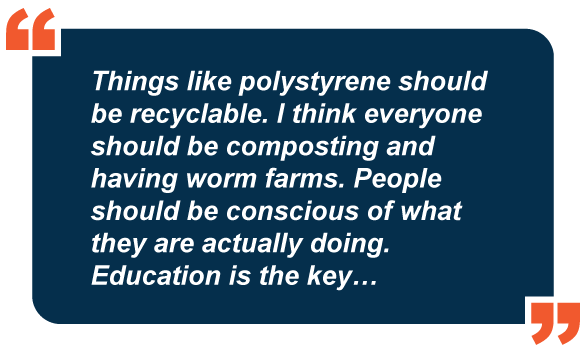 Things like polystyrene should
be recyclable. I think everyone
should be composting and
having worm farms. People
should be conscious of what
they are actually doing.
Education is the key…